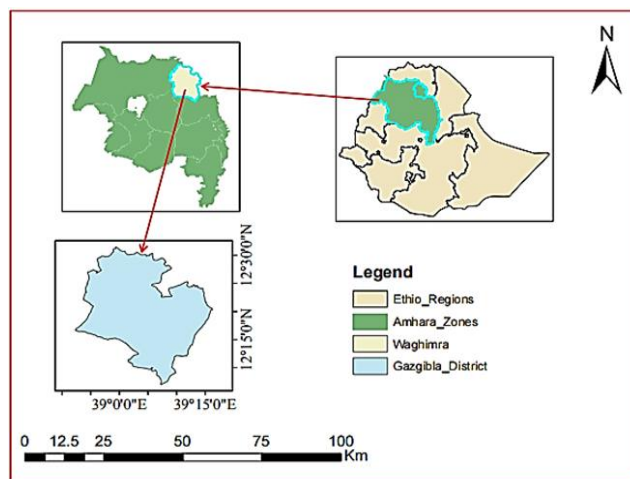 N
12°30'0"N
12°15'0"N
39°0'0"E 39°15'0"E
Legend
Ethio_Regions
Amhara_Zones
Waghimra
Gazgibla_District
0 12.5 25 50 75 100
Km